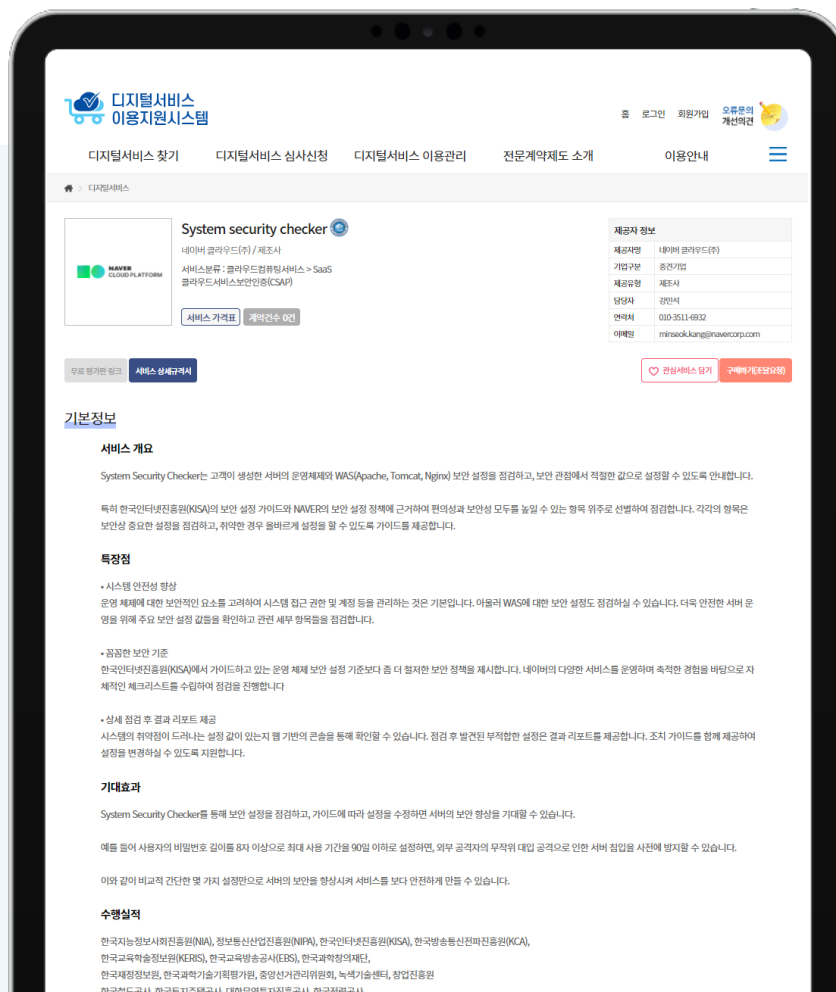 디지털서비스
이용지원시스템
홈 로그인 회원가입 오류문의
개선의견
디지털서비스 찾기 디지털서비스 심사신청 디지털서비스 이용관리 전문계약제도 소개 이용안내
> 디지털서비스
NAVER
CLOUD PLATFORM
System security checker
네이버 클라우드(주) / 제조사
서비스분류 : 클라우드컴퓨팅서비스 > SaaS
클라우드서비스보안인증(CSAP)
서비스 가격표 계약건수 0건
제공자 정보
제공자명 네이버 클라우드(주)
기업구분 중견기업
제공유형 제조사
담당자 강민석
연락처 010-3511-6932
이메일 minseok.kang@navercorp.com
무료 평가판 링크 서비스 상세규격서
관심서비스 담기 구매하기(조달요청)
기본정보
서비스 개요
System Security Checker는 고객이 생성한 서버의 운영체제와 WAS(Apache, Tomcat, Nginx) 보안 설정을 점검하고, 보안 관점에서 적절한 값으로 설정할 수 있도록 안내합니다.
특히 한국인터넷진흥원(KISA)의 보안 설정 가이드와 NAVER의 보안 설정 정책에 근거하여 편의성과 보안성 모두를 높일 수 있는 항목 위주로 선별하여 점검합니다. 각각의 항목은
보안상 중요한 설정을 점검하고, 취약한 경우 올바르게 설정을 할 수 있도록 가이드를 제공합니다.
특장점
• 시스템 안전성 향상
운영 체제에 대한 보안적인 요소를 고려하여 시스템 접근 권한 및 계정 등을 관리하는 것은 기본입니다. 아울러 WAS에 대한 보안 설정도 점검하실 수 있습니다. 더욱 안전한 서버 운
영을 위해 주요 보안 설정 값들을 확인하고 관련 세부 항목들을 점검합니다.
• 꼼꼼한 보안 기준
한국인터넷진흥원(KISA)에서 가이드하고 있는 운영 체제 보안 설정 기준보다 좀 더 철저한 보안 정책을 제시합니다. 네이버의 다양한 서비스를 운영하며 축적한 경험을 바탕으로 자
체적인 체크리스트를 수립하여 점검을 진행합니다
• 상세 점검 후 결과 리포트 제공
시스템의 취약점이 드러나는 설정 값이 있는지 웹 기반의 콘솔을 통해 확인할 수 있습니다. 점검 후 발견된 부적합한 설정은 결과 리포트를 제공합니다. 조치 가이드를 함께 제공하여
설정을 변경하실 수 있도록 지원합니다.
기대효과
System Security Checker를 통해 보안 설정을 점검하고, 가이드에 따라 설정을 수정하면 서버의 보안 향상을 기대할 수 있습니다.
예를 들어 사용자의 비밀번호 길이를 8자 이상으로 최대 사용 기간을 90일 이하로 설정하면, 외부 공격자의 무작위 대입 공격으로 인한 서버 침입을 사전에 방지할 수 있습니다.
이와 같이 비교적 간단한 몇 가지 설정만으로 서버의 보안을 향상시켜 서비스를 보다 안전하게 만들 수 있습니다.
수행실적
한국지능정보사회진흥원(NIA), 정보통신산업진흥원(NIPA), 한국인터넷진흥원(KISA), 한국방송통신전파진흥원(KCA),
한국교육학술정보원(KERIS), 한국교육방송공사(EBS), 한국과학창의재단,
한국재정정보원, 한국과학기술기획평가원, 중앙선거관리위원회, 녹색기술센터, 창업진흥원
한국철도공사, 한국토지주택공사, 대한무역투자진흥공사, 한국전력공사